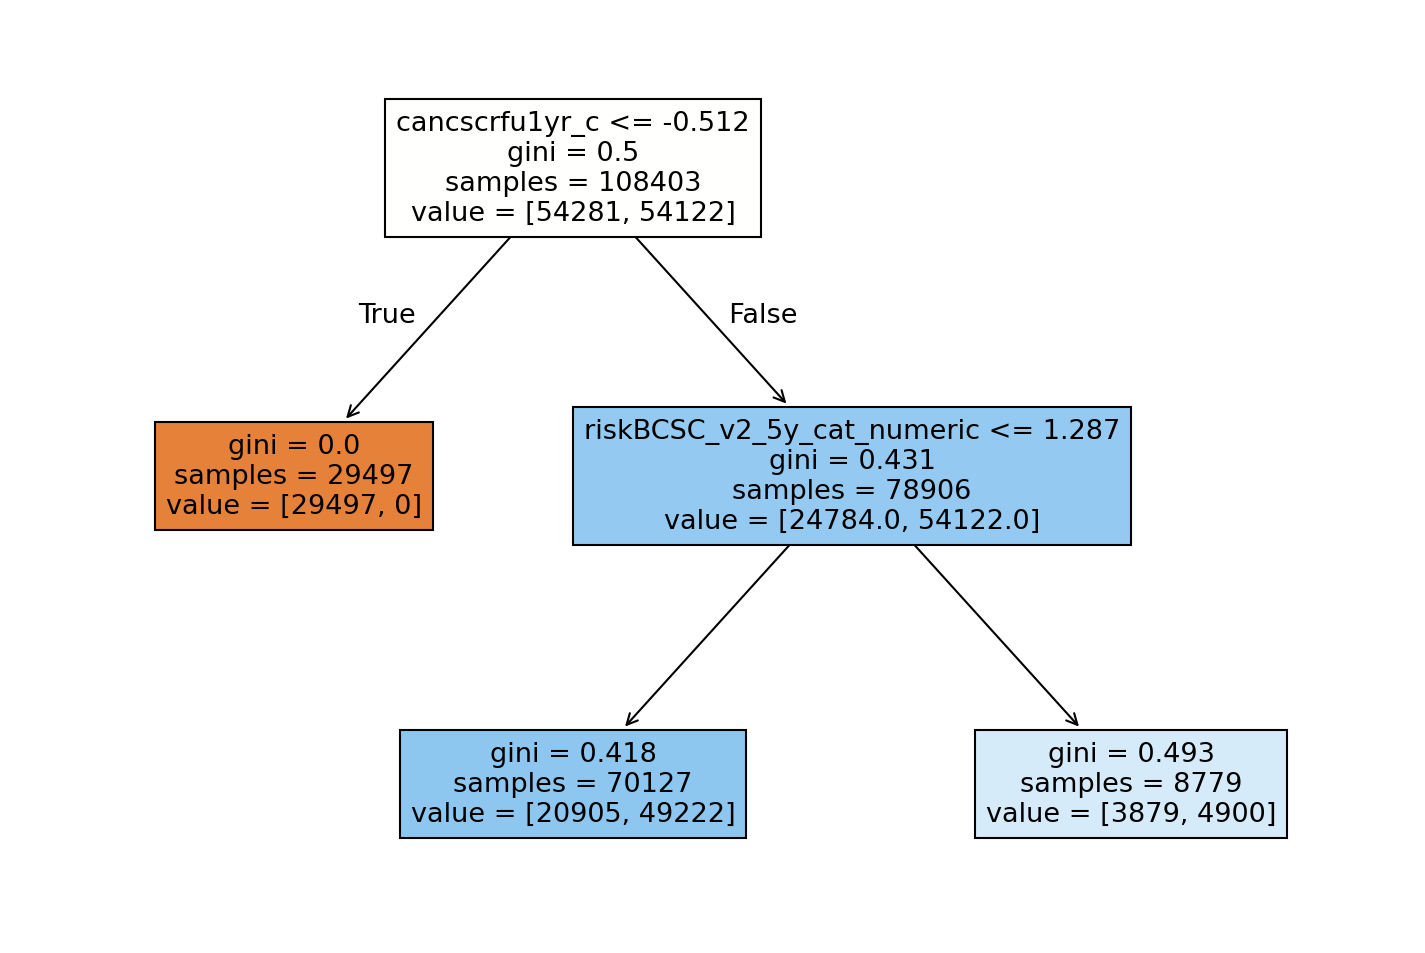 cancscrfu1yr_c <= -0.512
gini = 0.5
samples = 108403
value = [54281, 54122]
True
False
gini = 0.0
samples = 29497
value = [29497, 0]
riskBCSC_v2_5y_cat_numeric <= 1.287
gini = 0.431
samples = 78906
value = [24784.0, 54122.0]
gini = 0.418
samples = 70127
value = [20905, 49222]
gini = 0.493
samples = 8779
value = [3879, 4900]